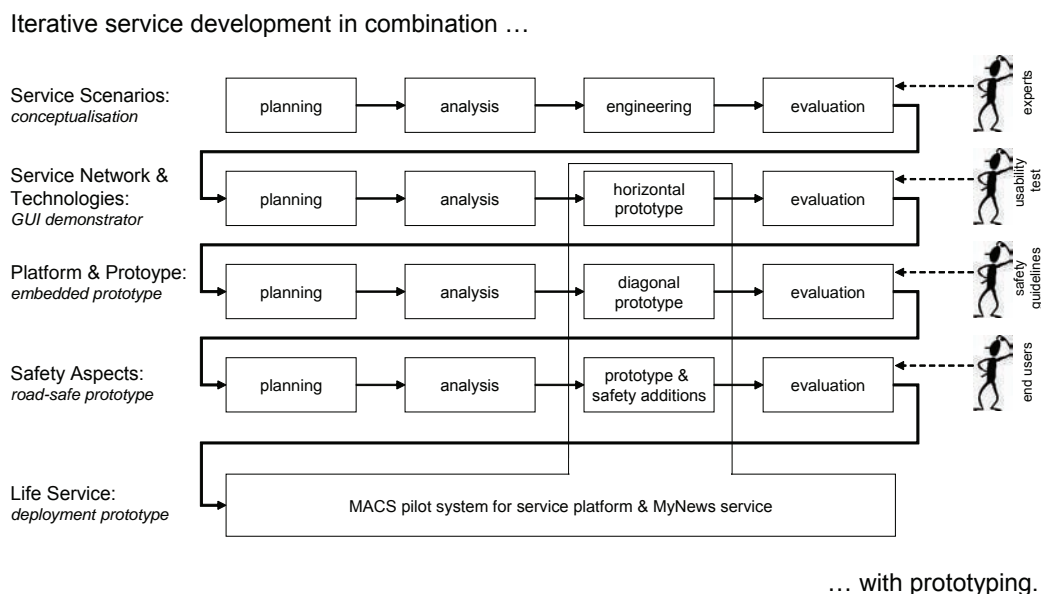 Iterative service development in combination …
Service Scenarios:
conceptualisation
planning
analysis
engineering
evaluation
experts
Service Network &
Technologies:
GUI demonstrator
planning
analysis
horizontal
prototype
evaluation
usability
test
Platform & Protoype:
embedded prototype
planning
analysis
diagonal
prototype
evaluation
safety
guidelines
Safety Aspects:
road-safe prototype
planning
analysis
prototype &
safety additions
evaluation
end users
Life Service:
deployment prototype
MACS pilot system for service platform & MyNews service
… with prototyping.